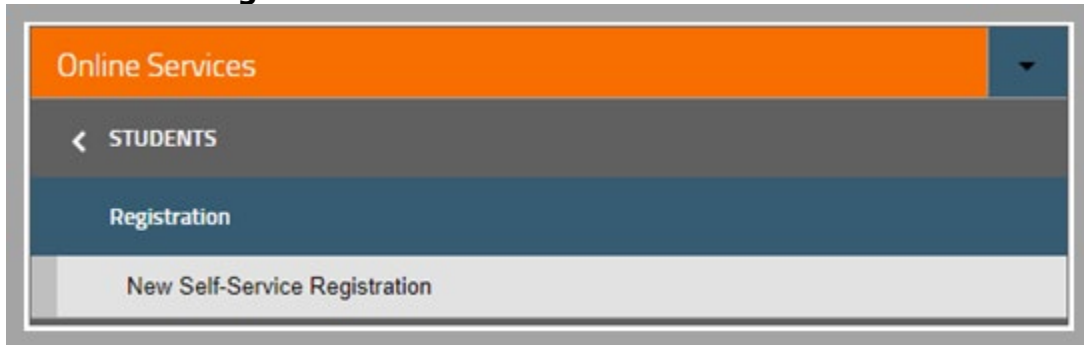 Online Services
STUDENTS
Registration
New Self-Service Registration